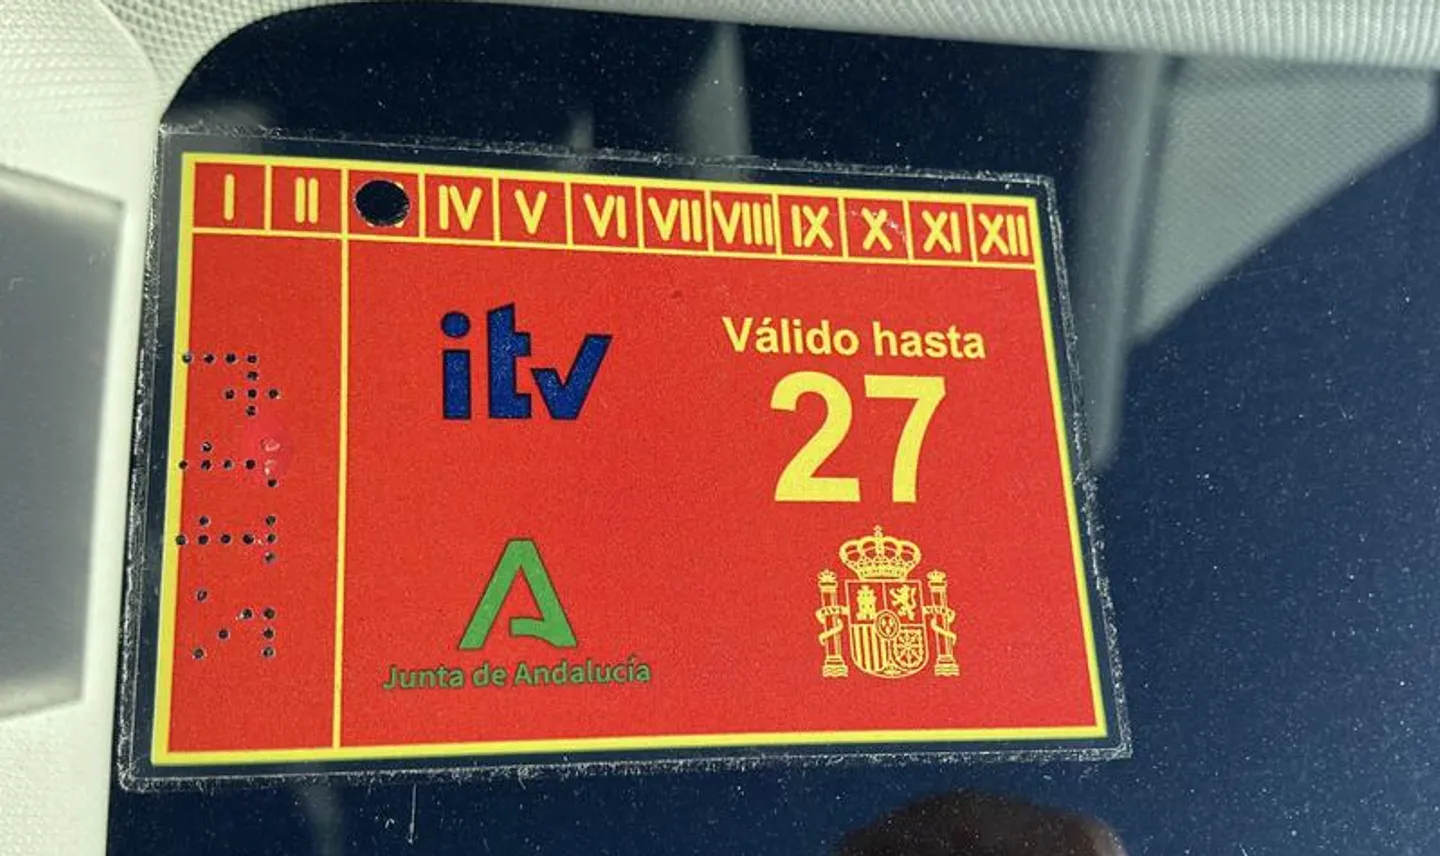 I II IV V VI VII VIII IX X XI XII
itv
Válido hasta
27
Junta de Andalucía